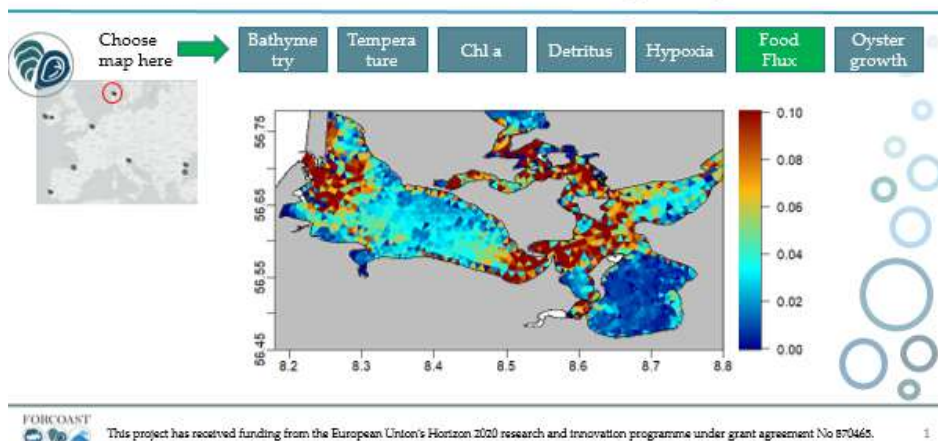 Choose
map here
Bathyme
try
Tempera
ture
Chl a
Detritus
Hypoxia
Food
Flux
Oyster
growth
56.75
56.65
56.55
56.45
8.2 8.3 8.4 8.5 8.6 8.7 8.8
0.10
0.08
0.06
0.04
0.02
0.00
FORCOAST
This project has received funding from the European Union's Horizon 2020 research and innovation programme under grant agreement No 870465.
1